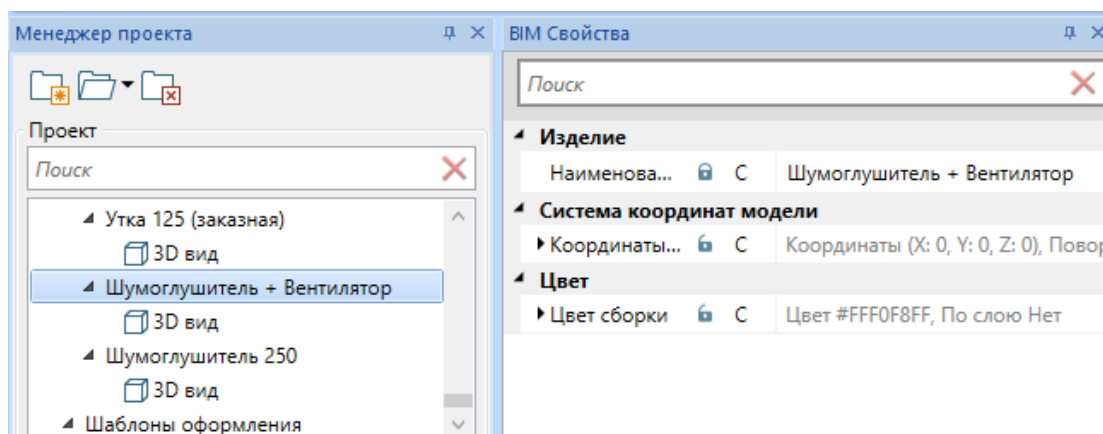 Менеджер проекта
Проект
Поиск
Утка 125 (заказная)
3D вид
Шумоглушитель + Вентилятор
3D вид
Шумоглушитель 250
3D вид
Шаблоны оформления
BIM Свойства
Поиск
Изделие
Наименова... С Шумоглушитель + Вентилятор
Система координат модели
Координаты... С Координаты (X: 0, Y: 0, Z: 0), Повор
Цвет
Цвет сборки С Цвет #FFF0F8FF, По слою Нет